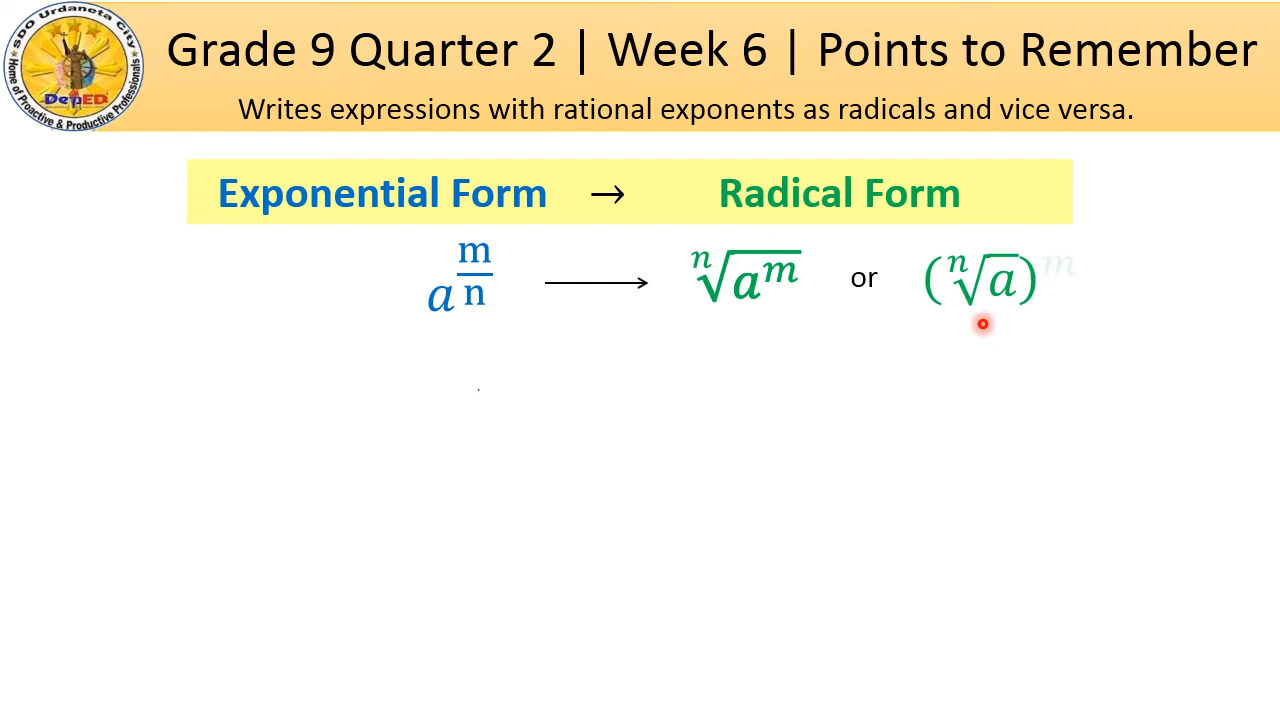 SDO Urdaneta City
DepED
Home of Proactive & Productive Professionals
Grade 9 Quarter 2 | Week 6 | Points to Remember
Writes expressions with rational exponents as radicals and vice versa.
Exponential Form → Radical Form
a^(m/n) ⟶ ⁿ√(a^m) or (ⁿ√a)^m